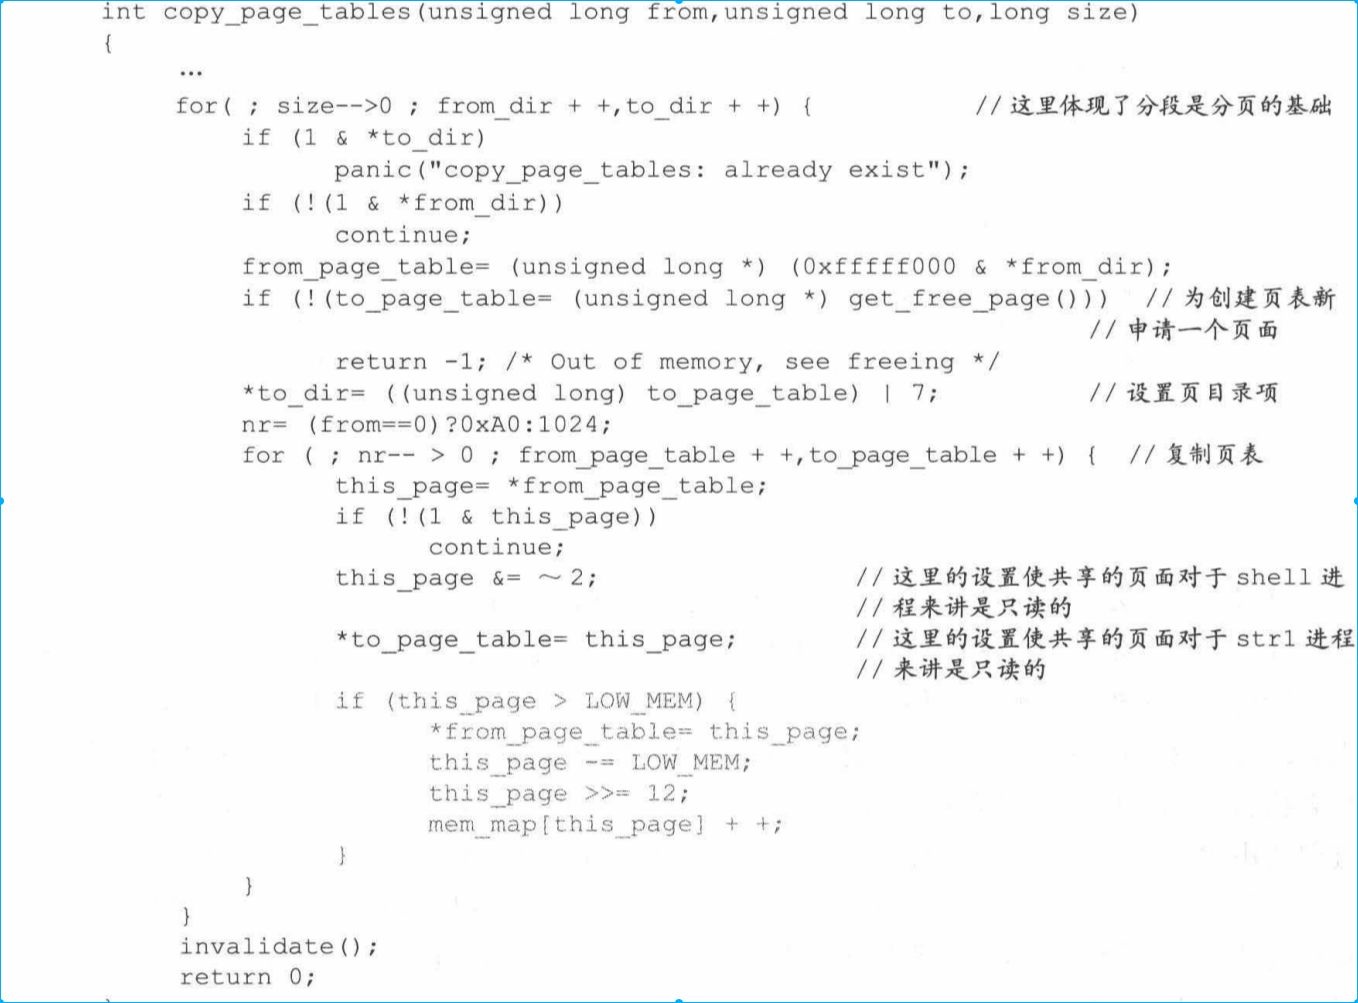 int copy_page_tables(unsigned long from,unsigned long to,long size)
{
...
for( ; size-->0 ; from_dir + +,to_dir + +) { //这里体现了分段是分页的基础
if (1 & *to_dir)
panic("copy_page_tables: already exist");
if (!(1 & *from_dir))
continue;
from_page_table= (unsigned long *) (0xfffff000 & *from_dir);
if (!(to_page_table= (unsigned long *) get_free_page())) //为创建页表新
//申请一个页面
return -1; /* Out of memory, see freeing */
*to_dir= ((unsigned long) to_page_table) | 7; //设置页目录项
nr= (from==0)?0xA0:1024;
for ( ; nr-- > 0 ; from_page_table + +,to_page_table + +) { //复制页表
this_page= *from_page_table;
if (!(1 & this_page))
continue;
this_page &= ~2; //这里的设置使共享的页面对于 shell 进
//程来讲是只读的
*to_page_table= this_page; //这里的设置使共享的页面对于 str1 进程
//来讲是只读的
if (this_page > LOW_MEM) {
*from_page_table= this_page;
this_page -= LOW_MEM;
this_page >>= 12;
mem_map[this_page] + +;
}
}
}
invalidate();
return 0;